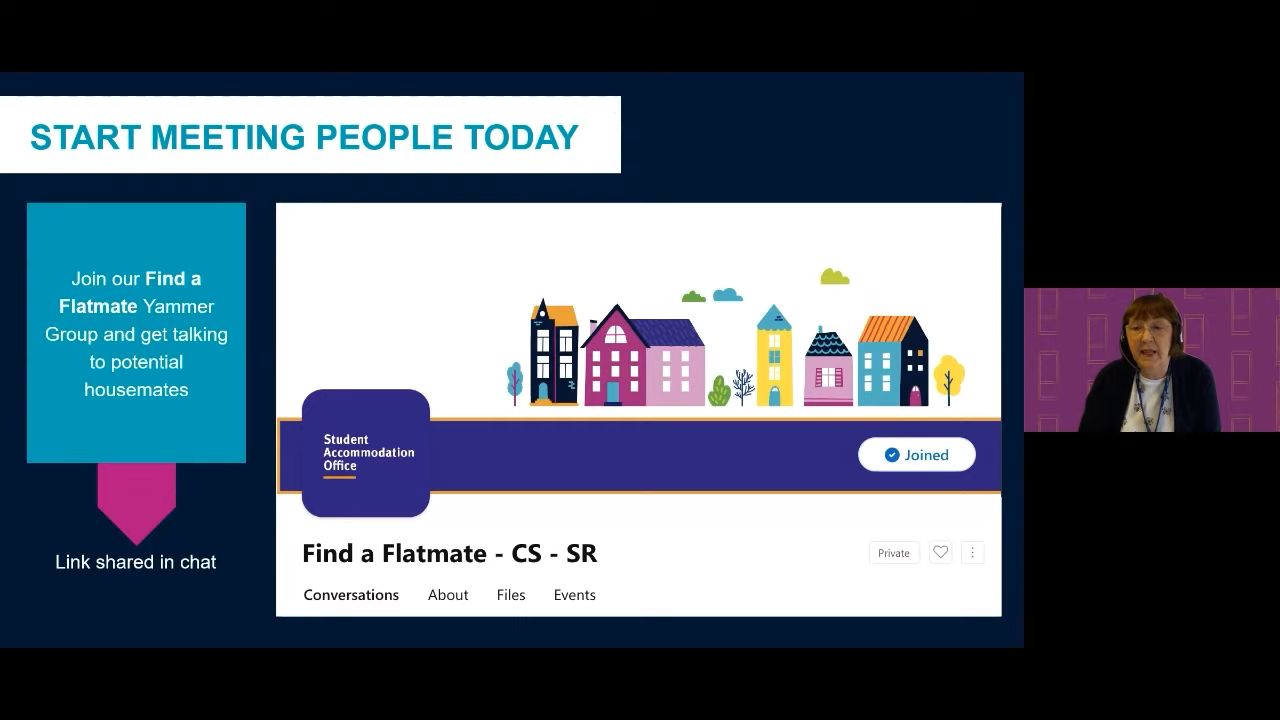 START MEETING PEOPLE TODAY
Join our Find a
Flatmate Yammer
Group and get talking
to potential
housemates
Link shared in chat
Student
Accommodation
Office
Joined
Find a Flatmate - CS - SR
Private
Conversations About Files Events